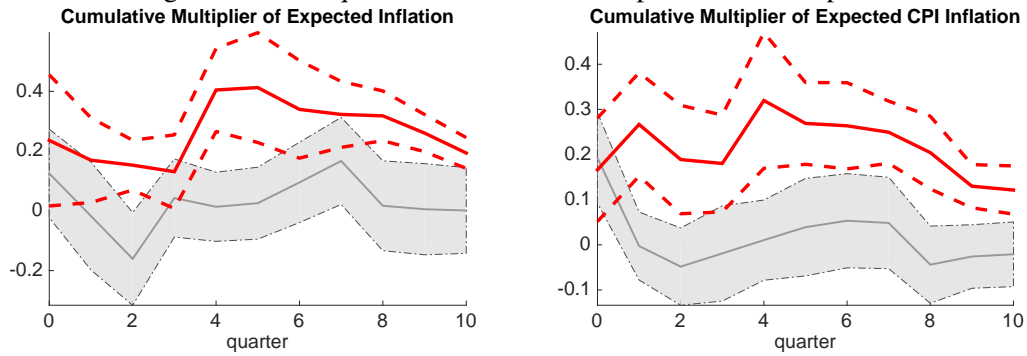 Cumulative Multiplier of Expected Inflation
0.4
0.2
0
-0.2
0 2 4 6 8 10
quarter
Cumulative Multiplier of Expected CPI Inflation
0.4
0.3
0.2
0.1
0
-0.1
0 2 4 6 8 10
quarter